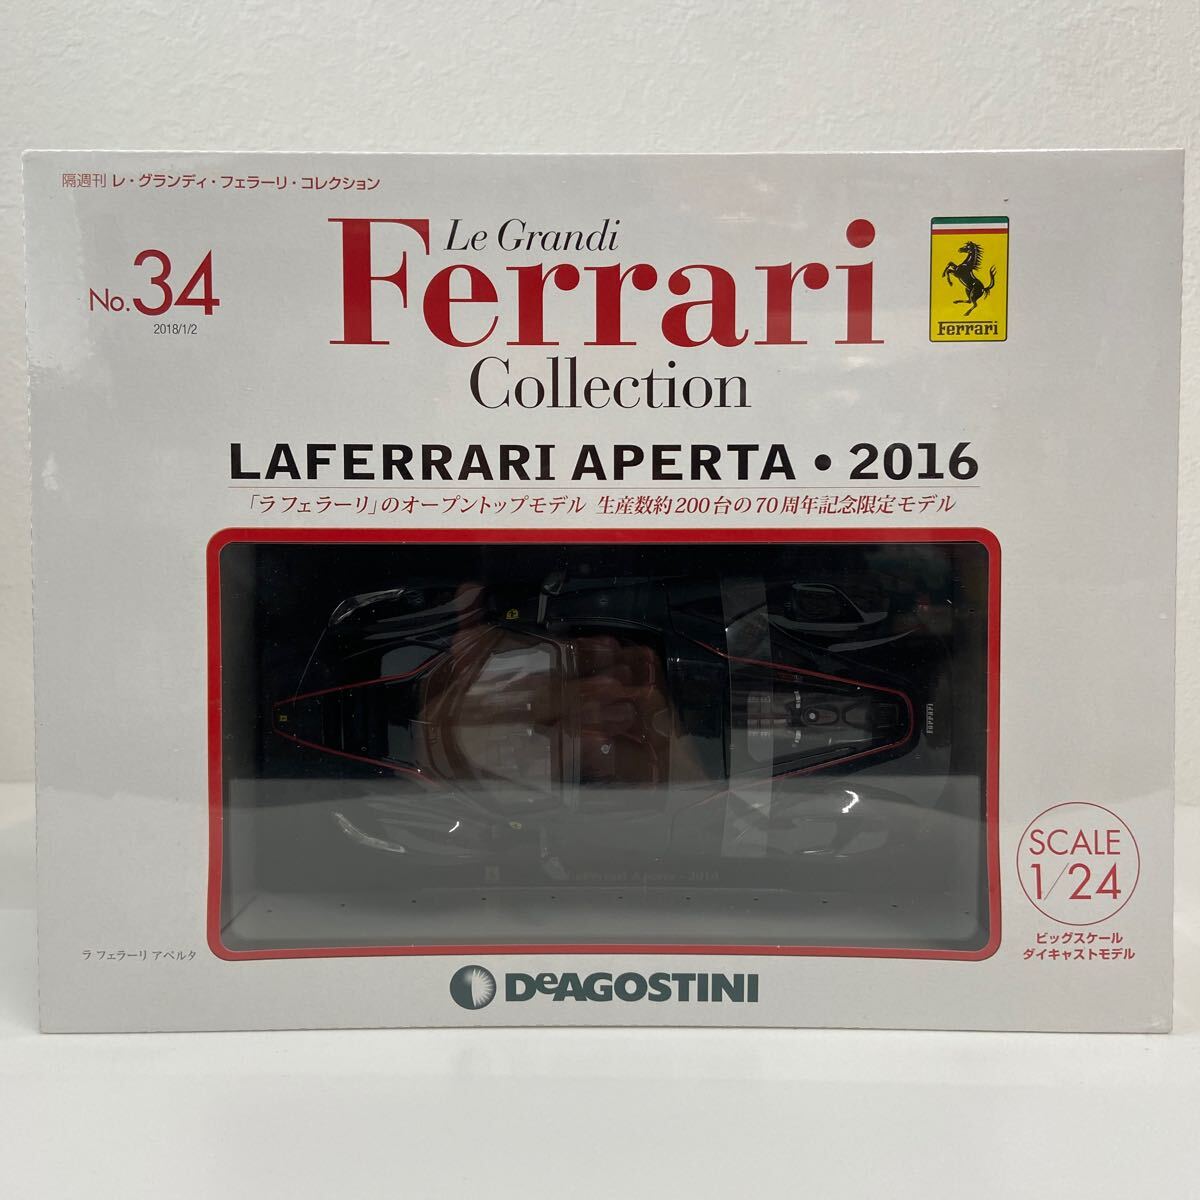 隔週刊 レ・グランディ・フェラーリ・コレクション
No.34
2018/1/2
Le Grandi
Ferrari
Collection
Ferrari
LAFERRARI APERTA • 2016
「ラ フェラーリ」のオープントップモデル 生産数約200台の70周年記念限定モデル
Ferrari
LaFerrari Aperta - 2016
SCALE
1/24
ビッグスケール
ダイキャストモデル
ラ フェラーリ アペルタ
DeAGOSTINI